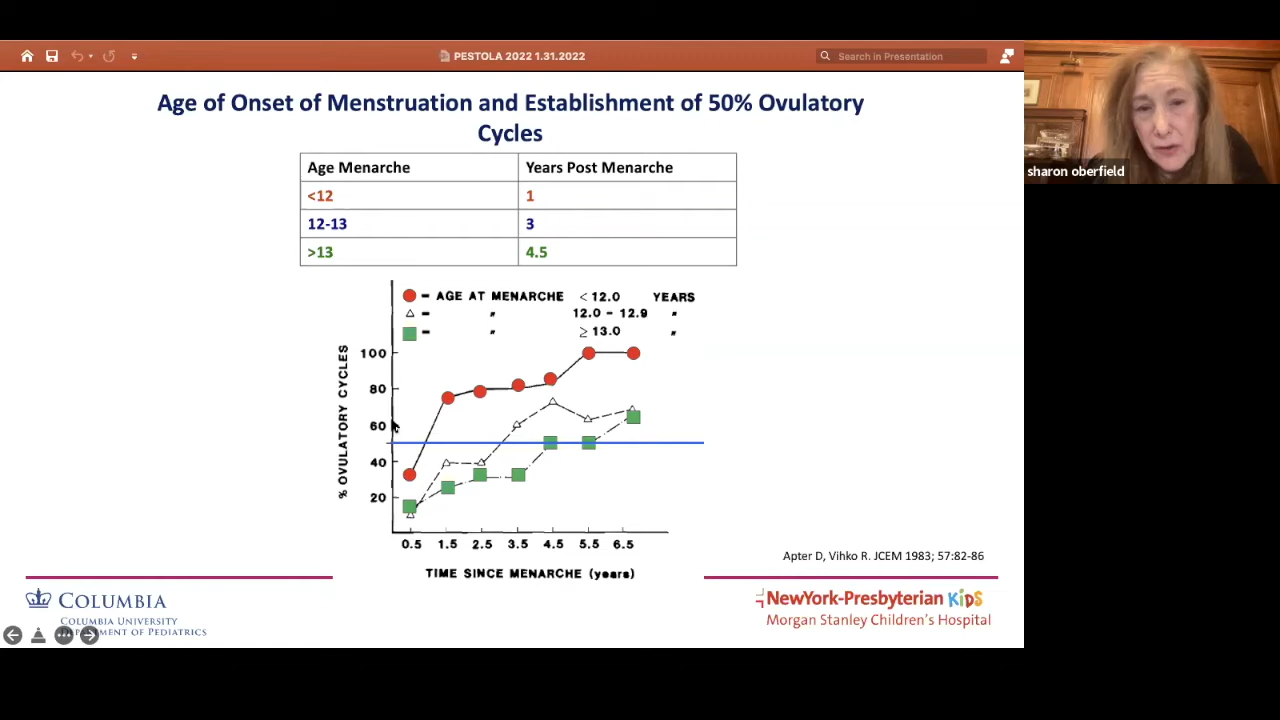 PESTOLA 2022 1.31.2022
Search in Presentation
Age of Onset of Menstruation and Establishment of 50% Ovulatory
Cycles
Age Menarche Years Post Menarche
<12 1
12-13 3
>13 4.5
sharon oberfield
= AGE AT MENARCHE < 12.0 YEARS
= " 12.0 - 12.9 "
= " ≥ 13.0 "
% OVULATORY CYCLES
100
80
60
40
20
0.5 1.5 2.5 3.5 4.5 5.5 6.5
TIME SINCE MENARCHE (years)
Apter D, Vihko R. JCEM 1983; 57:82-86
COLUMBIA
COLUMBIA UNIVERSITY
DEPARTMENT OF PEDIATRICS
NewYork-Presbyterian KiDS
Morgan Stanley Children's Hospital